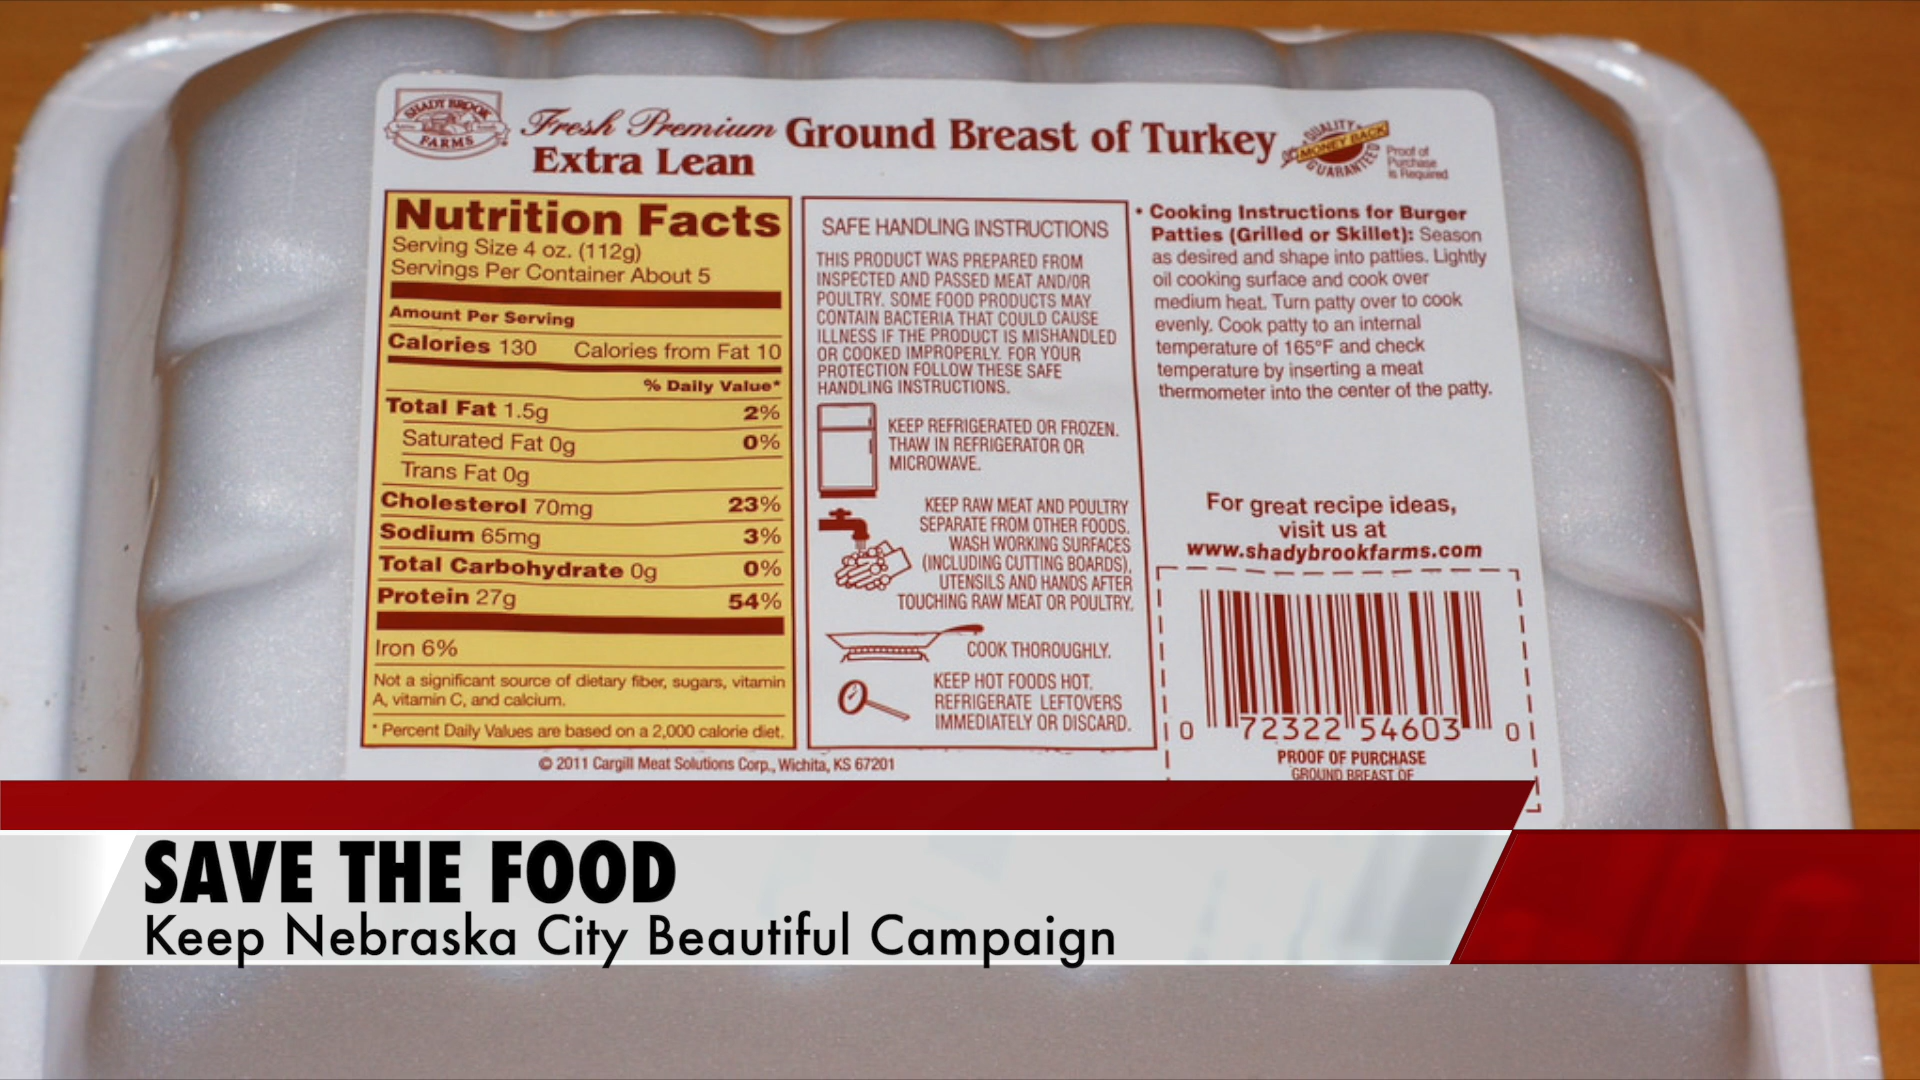 SHADY BROOK
FARMS
Fresh Premium Ground Breast of Turkey
Extra Lean
QUALITY
MONEY BACK
GUARANTEED
Proof of
Purchase
is Required
Nutrition Facts
Serving Size 4 oz. (112g)
Servings Per Container About 5
Amount Per Serving
Calories 130 Calories from Fat 10
% Daily Value*
Total Fat 1.5g 2%
Saturated Fat 0g 0%
Trans Fat 0g
Cholesterol 70mg 23%
Sodium 65mg 3%
Total Carbohydrate 0g 0%
Protein 27g 54%
Iron 6%
Not a significant source of dietary fiber, sugars, vitamin
A, vitamin C, and calcium.
* Percent Daily Values are based on a 2,000 calorie diet.
SAFE HANDLING INSTRUCTIONS
THIS PRODUCT WAS PREPARED FROM
INSPECTED AND PASSED MEAT AND/OR
POULTRY. SOME FOOD PRODUCTS MAY
CONTAIN BACTERIA THAT COULD CAUSE
ILLNESS IF THE PRODUCT IS MISHANDLED
OR COOKED IMPROPERLY. FOR YOUR
PROTECTION FOLLOW THESE SAFE
HANDLING INSTRUCTIONS.
KEEP REFRIGERATED OR FROZEN.
THAW IN REFRIGERATOR OR
MICROWAVE.
KEEP RAW MEAT AND POULTRY
SEPARATE FROM OTHER FOODS.
WASH WORKING SURFACES
(INCLUDING CUTTING BOARDS),
UTENSILS AND HANDS AFTER
TOUCHING RAW MEAT OR POULTRY.
COOK THOROUGHLY.
KEEP HOT FOODS HOT.
REFRIGERATE LEFTOVERS
IMMEDIATELY OR DISCARD.
• Cooking Instructions for Burger
Patties (Grilled or Skillet): Season
as desired and shape into patties. Lightly
oil cooking surface and cook over
medium heat. Turn patty over to cook
evenly. Cook patty to an internal
temperature of 165°F and check
temperature by inserting a meat
thermometer into the center of the patty.
For great recipe ideas,
visit us at
www.shadybrookfarms.com
0 72322 54603 0
PROOF OF PURCHASE
GROUND BREAST OF
© 2011 Cargill Meat Solutions Corp., Wichita, KS 67201
SAVE THE FOOD
Keep Nebraska City Beautiful Campaign